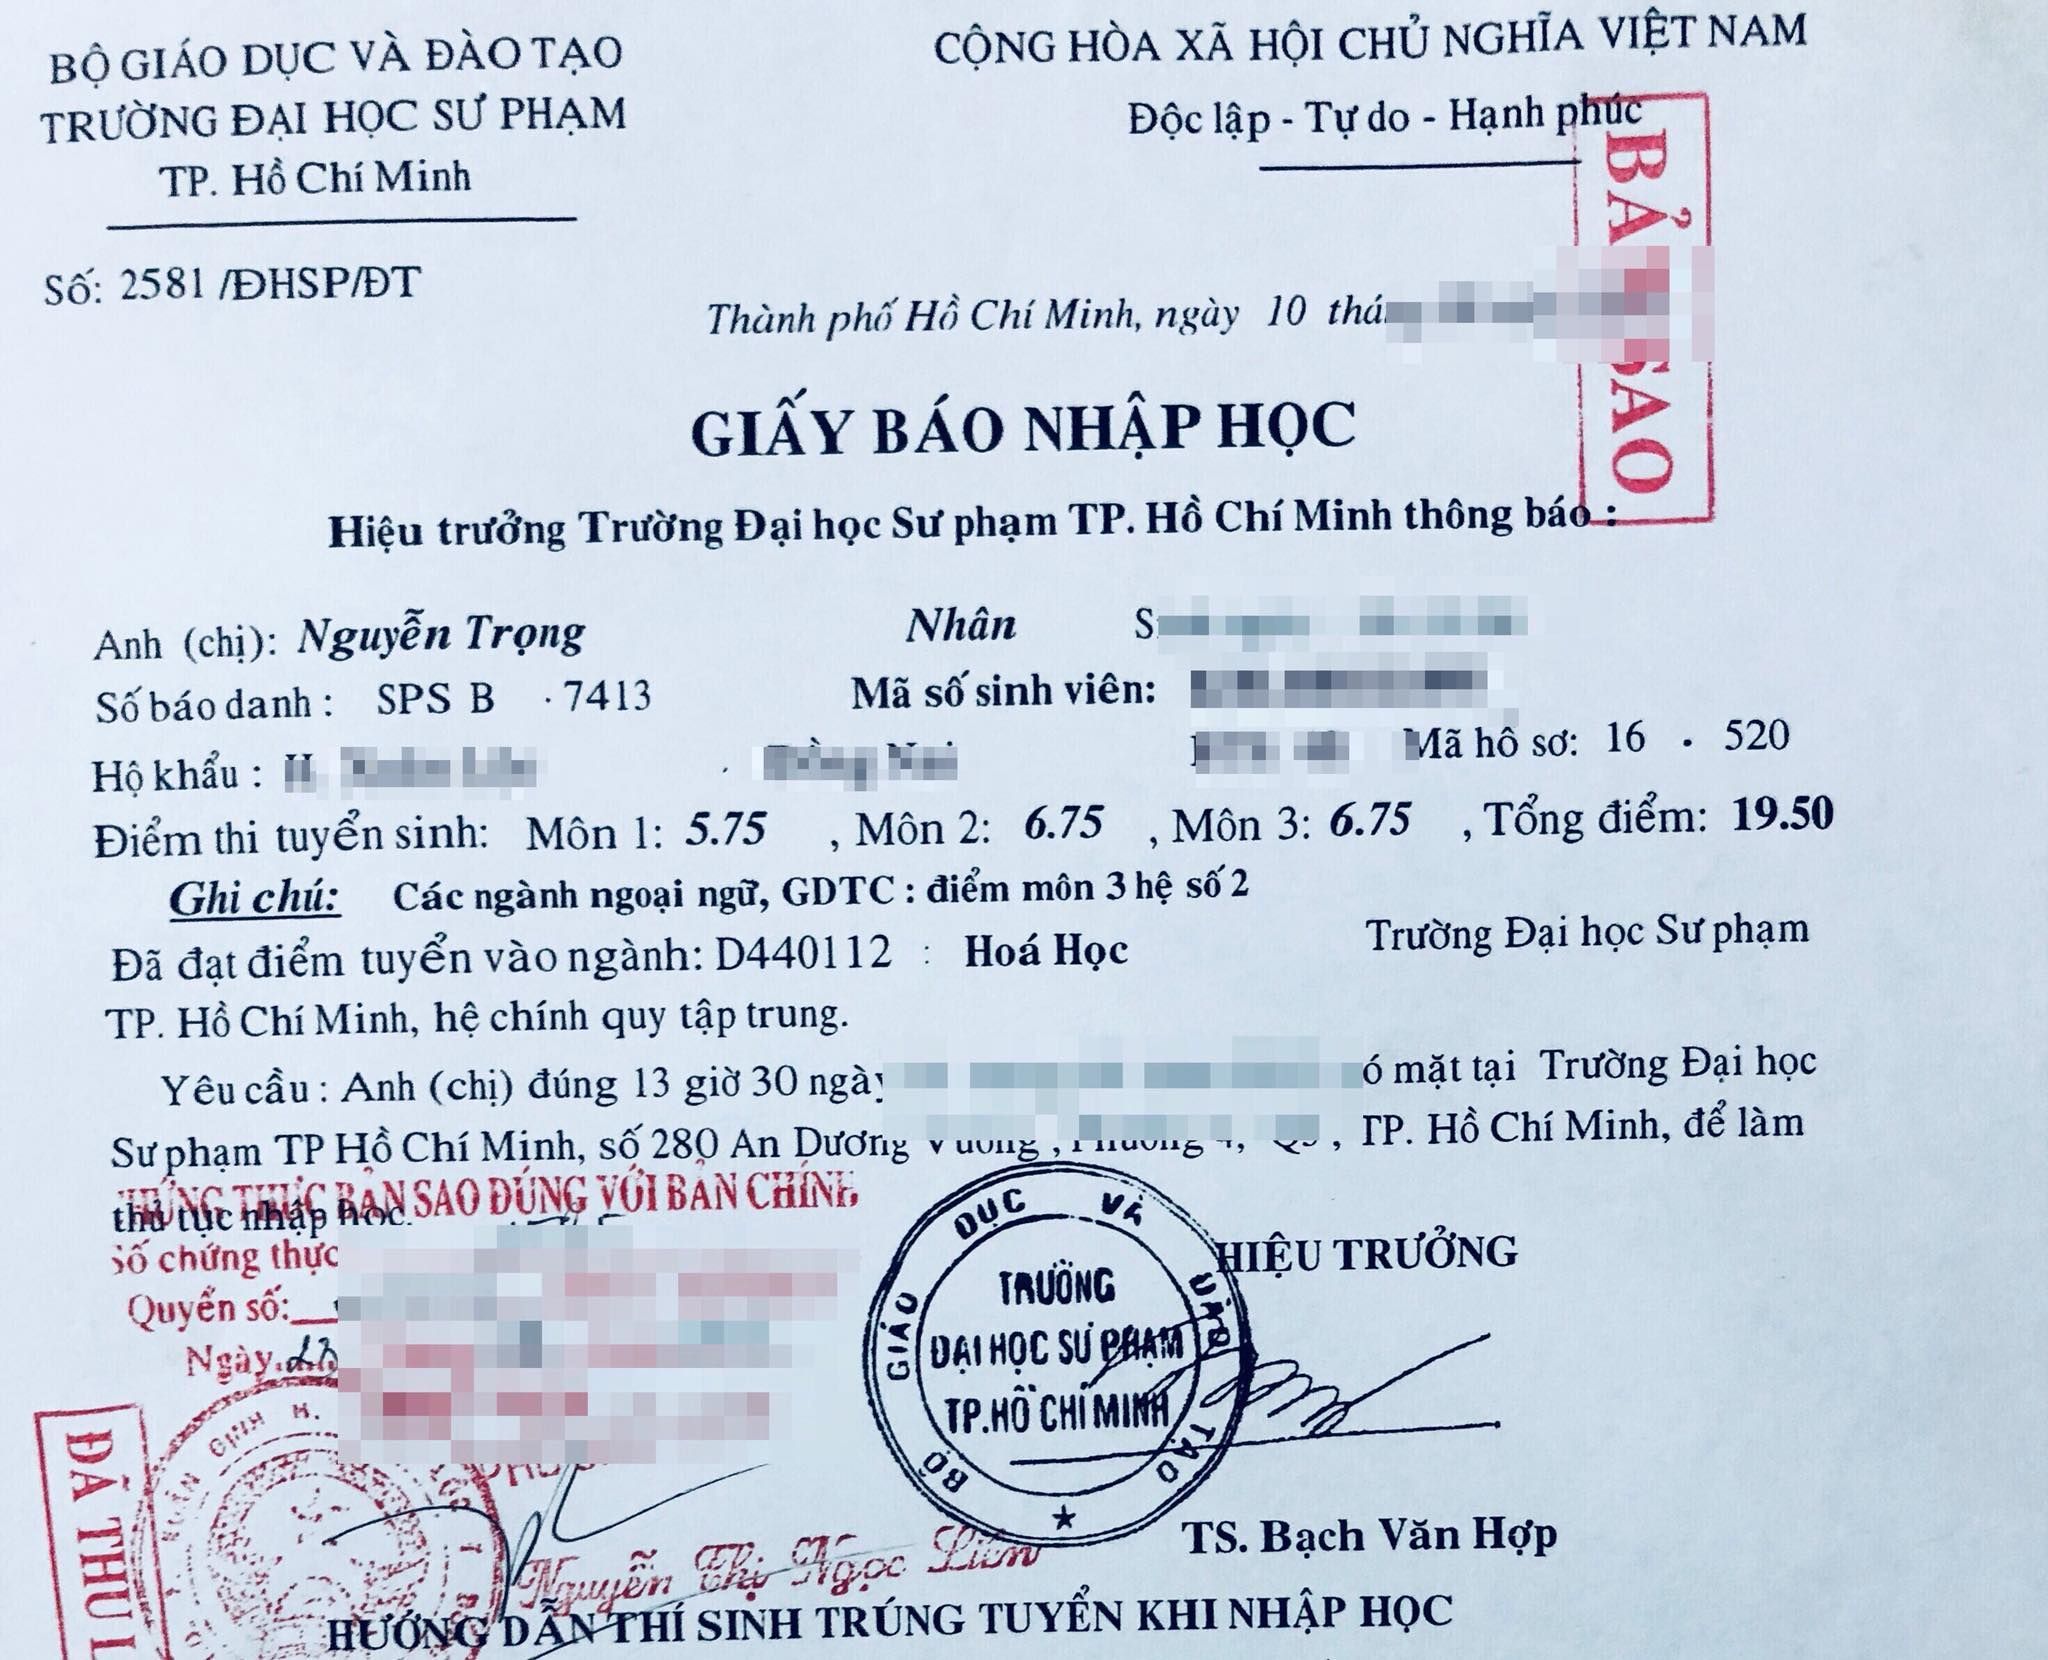 BỘ GIÁO DỤC VÀ ĐÀO TẠO
TRƯỜNG ĐẠI HỌC SƯ PHẠM
TP. Hồ Chí Minh
CỘNG HÒA XÃ HỘI CHỦ NGHĨA VIỆT NAM
Độc lập - Tự do - Hạnh phúc
BẢN SAO
Số: 2581 /ĐHSP/ĐT
Thành phố Hồ Chí Minh, ngày 10
GIẤY BÁO NHẬP HỌC
Hiệu trưởng Trường Đại học Sư phạm TP. Hồ Chí Minh thông báo :
Anh (chị): Nguyễn Trọng Nhân
Số báo danh : SPS B . 7413 Mã số sinh viên:
Hộ khẩu : Mã hồ sơ: 16 . 520
Điểm thi tuyển sinh: Môn 1: 5.75 , Môn 2: 6.75 , Môn 3: 6.75 , Tổng điểm: 19.50
Ghi chú: Các ngành ngoại ngữ, GDTC : điểm môn 3 hệ số 2
Đã đạt điểm tuyển vào ngành: D440112 : Hoá Học Trường Đại học Sư phạm
TP. Hồ Chí Minh, hệ chính quy tập trung.
Yêu cầu : Anh (chị) đúng 13 giờ 30 ngày mặt tại Trường Đại học
Sư phạm TP Hồ Chí Minh, số 280 An Dương Vương , Phường 4, Q5 , TP. Hồ Chí Minh, để làm
thủ tục nhập học.
CHỨNG THỰC BẢN SAO ĐÚNG VỚI BẢN CHÍNH
Số chứng thực
Quyển số:
Ngày
HIỆU TRƯỞNG
BỘ GIÁO DỤC VÀ ĐÀO TẠO
TRƯỜNG
ĐẠI HỌC SƯ PHẠM
TP.HỒ CHÍ MINH
TS. Bạch Văn Hợp
ĐÃ THU
Nguyễn Thị Ngọc Liên
HƯỚNG DẪN THÍ SINH TRÚNG TUYỂN KHI NHẬP HỌC